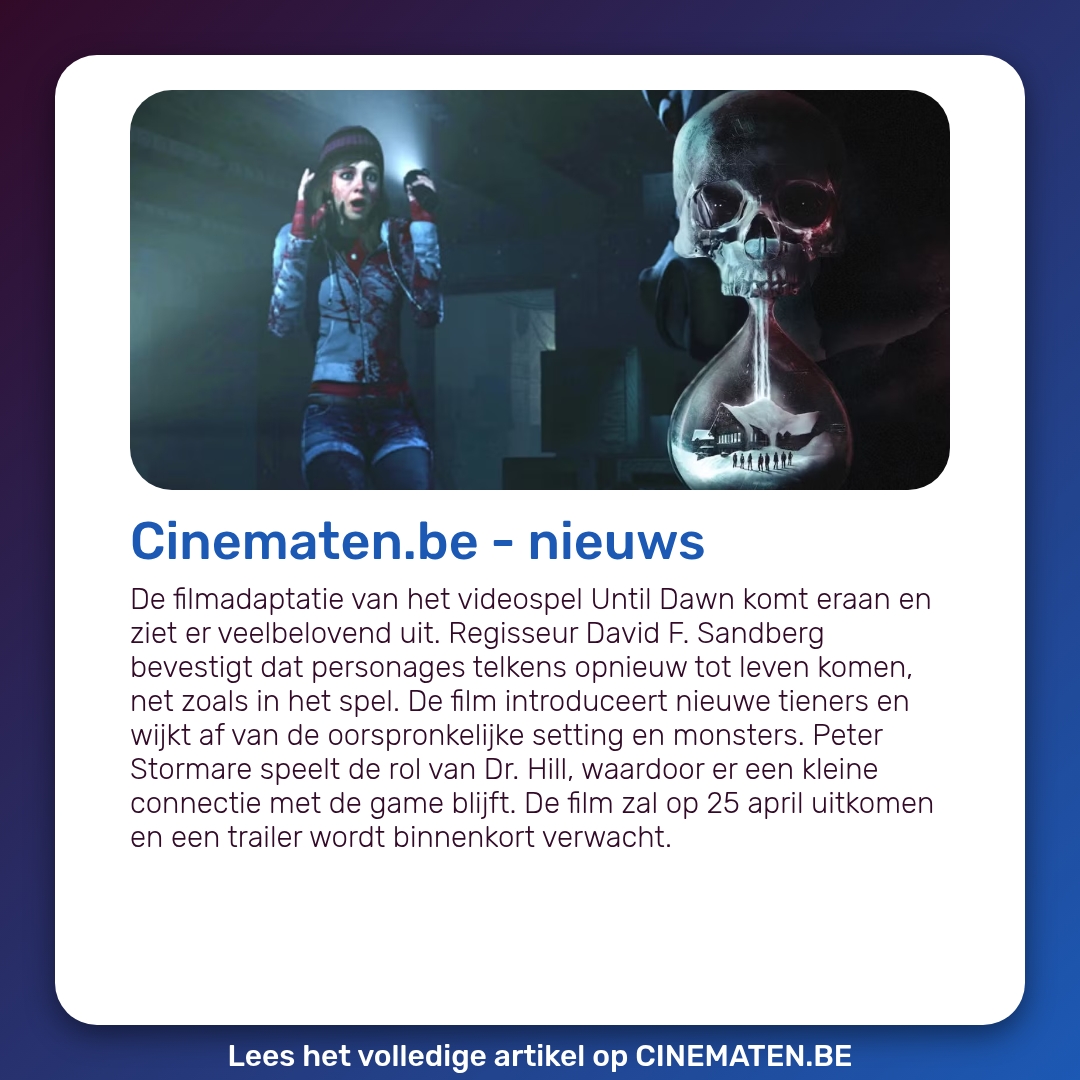 Cinematen.be - nieuws
De filmadaptatie van het videospel Until Dawn komt eraan en
ziet er veelbelovend uit. Regisseur David F. Sandberg
bevestigt dat personages telkens opnieuw tot leven komen,
net zoals in het spel. De film introduceert nieuwe tieners en
wijkt af van de oorspronkelijke setting en monsters. Peter
Stormare speelt de rol van Dr. Hill, waardoor er een kleine
connectie met de game blijft. De film zal op 25 april uitkomen
en een trailer wordt binnenkort verwacht.
Lees het volledige artikel op CINEMATEN.BE